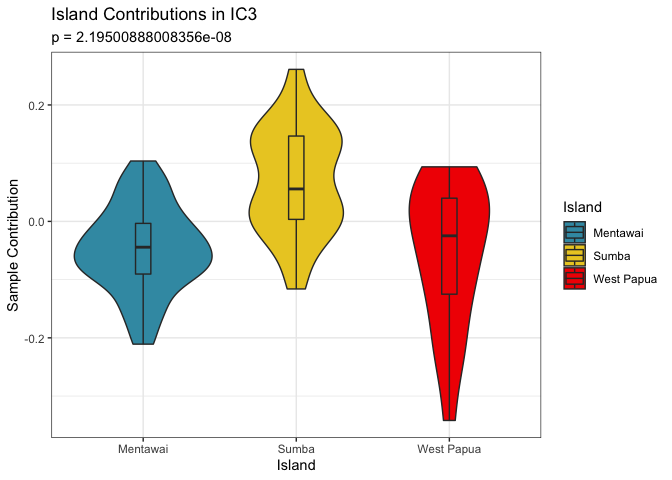 Island Contributions in IC3
p = 2.19500888008356e-08
Sample Contribution
0.2
0.0
-0.2
Mentawai
Sumba
West Papua
Island
Island
Mentawai
Sumba
West Papua